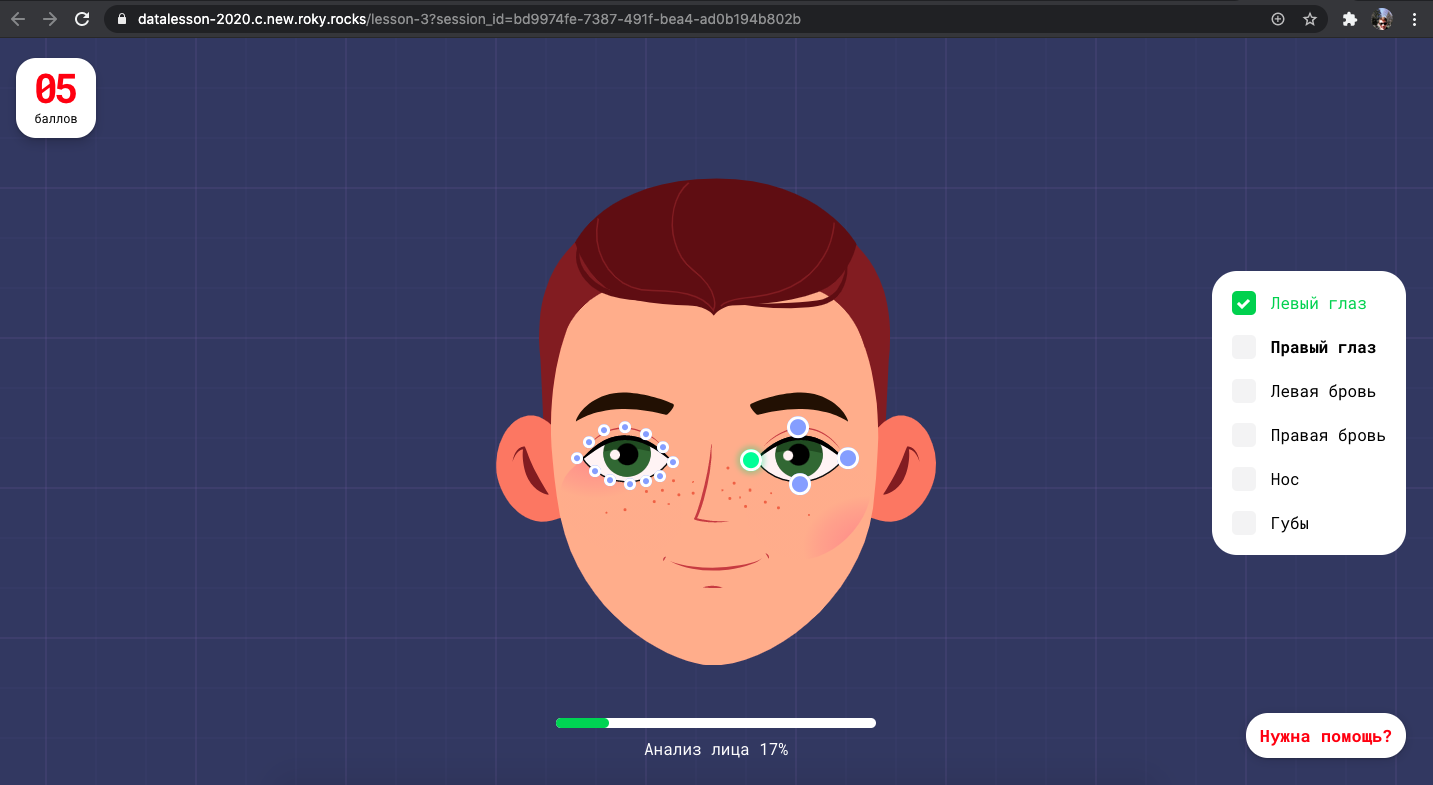 datalesson-2020.c.new.roky.rocks/lesson-3?session_id=bd9974fe-7387-491f-bea4-ad0b194b802b
05
баллов
Левый глаз
Правый глаз
Левая бровь
Правая бровь
Нос
Губы
Анализ лица 17%
Нужна помощь?